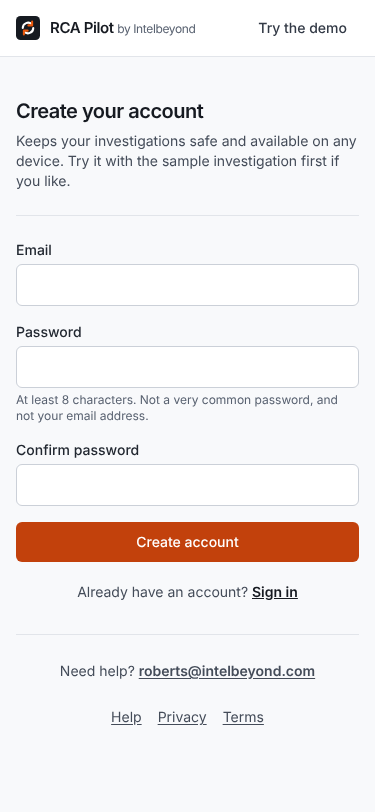 RCA Pilot by Intelbeyond
Try the demo
Create your account
Keeps your investigations safe and available on any
device. Try it with the sample investigation first if
you like.
Email
Password
At least 8 characters. Not a very common password, and
not your email address.
Confirm password
Create account
Already have an account? Sign in
Need help? roberts@intelbeyond.com
Help Privacy Terms